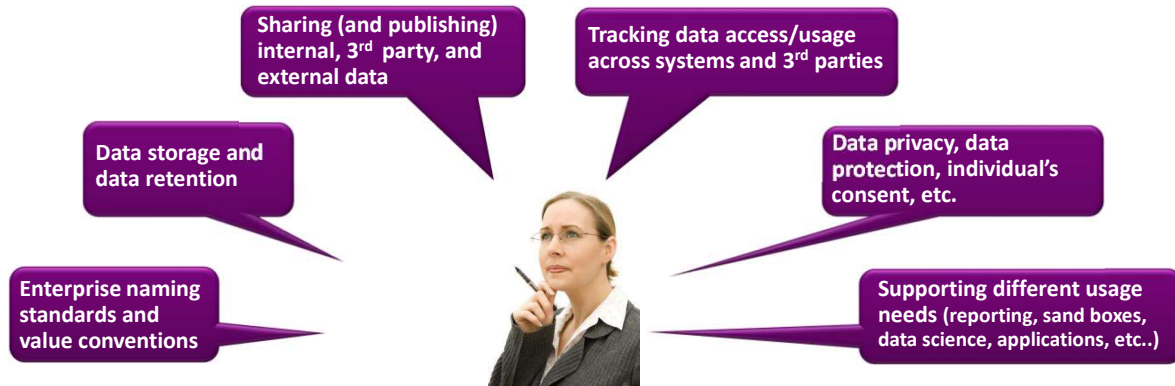 Sharing (and publishing)
internal, 3rd party, and
external data
Tracking data access/usage
across systems and 3rd parties
Data storage and
data retention
Data privacy, data
protection, individual's
consent, etc.
Enterprise naming
standards and
value conventions
Supporting different usage
needs (reporting, sand boxes,
data science, applications, etc..)